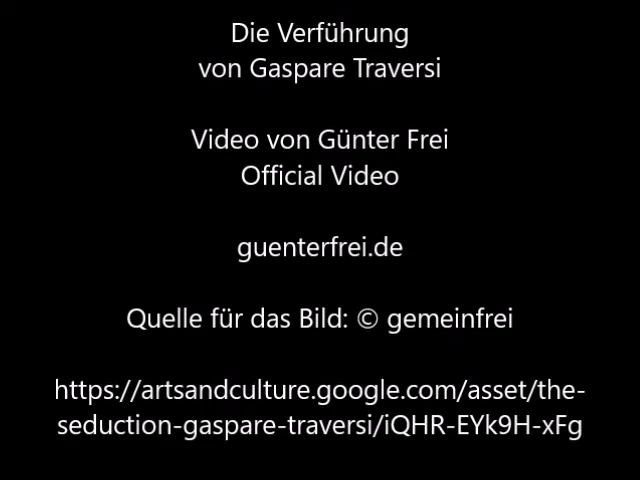 Die Verführung
von Gaspare Traversi
Video von Günter Frei
Official Video
guenterfrei.de
Quelle für das Bild: © gemeinfrei
https://artsandculture.google.com/asset/the-
seduction-gaspare-traversi/iQHR-EYk9H-xFg